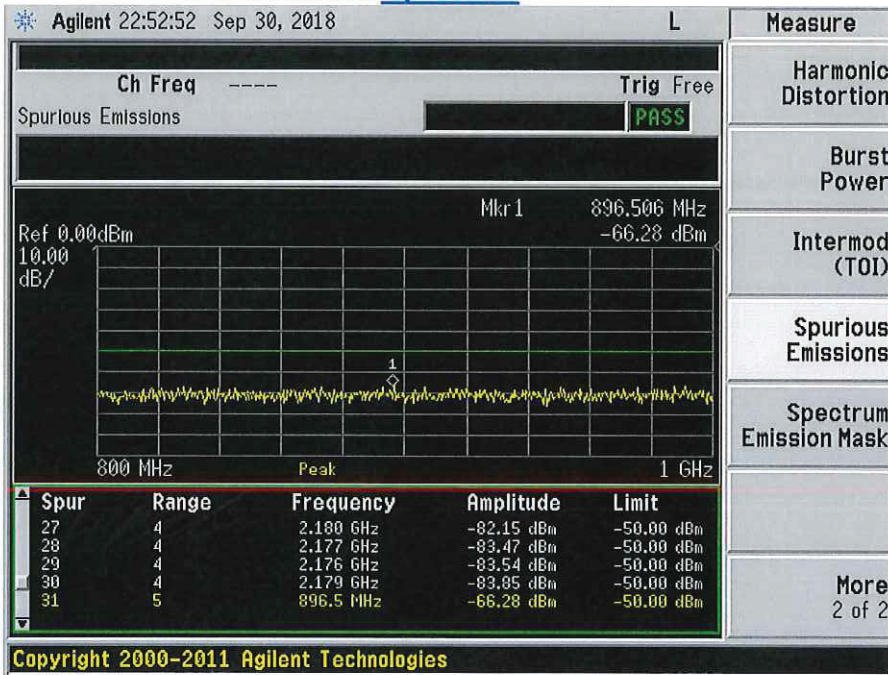 Agilent 22:52:52 Sep 30, 2018 L
Measure
Ch Freq ---- Trig Free
Spurious Emissions PASS
Mkr1 896.506 MHz
Ref 0.00dBm -66.28 dBm
10.00
dB/
1
800 MHz Peak 1 GHz
Spur Range Frequency Amplitude Limit
27 4 2.180 GHz -82.15 dBm -50.00 dBm
28 4 2.177 GHz -83.47 dBm -50.00 dBm
29 4 2.176 GHz -83.54 dBm -50.00 dBm
30 4 2.179 GHz -83.85 dBm -50.00 dBm
31 5 896.5 MHz -66.28 dBm -50.00 dBm
Harmonic
Distortion
Burst
Power
Intermod
(TOI)
Spurious
Emissions
Spectrum
Emission Mask
More
2 of 2
Copyright 2000-2011 Agilent Technologies